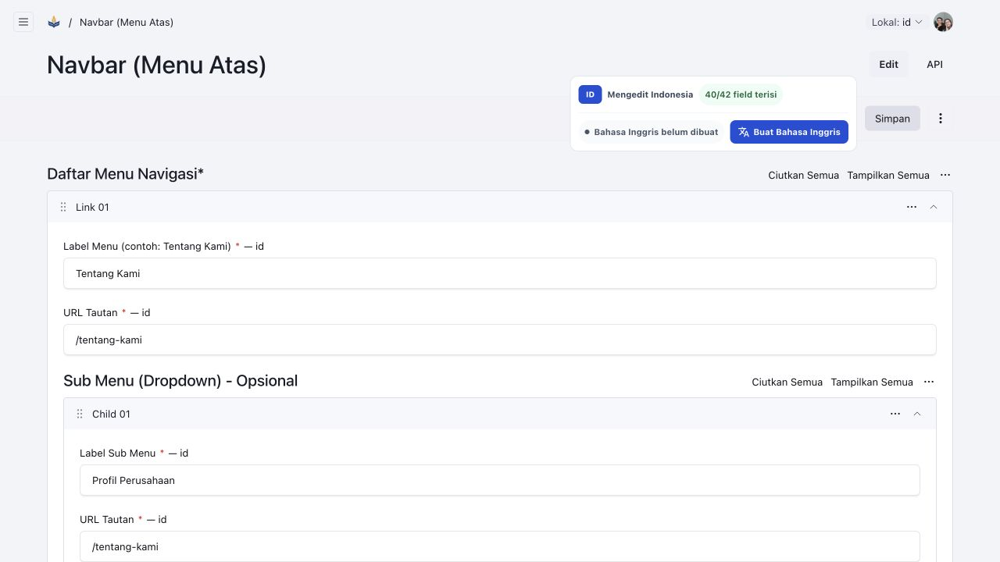 / Navbar (Menu Atas)
Lokal: id
Navbar (Menu Atas)
Edit
API
ID Mengedit Indonesia 40/42 field terisi
Bahasa Inggris belum dibuat
Buat Bahasa Inggris
Simpan
Daftar Menu Navigasi*
Ciutkan Semua Tampilkan Semua
Link 01
Label Menu (contoh: Tentang Kami) * — id
Tentang Kami
URL Tautan * — id
/tentang-kami
Sub Menu (Dropdown) - Opsional
Ciutkan Semua Tampilkan Semua
Child 01
Label Sub Menu * — id
Profil Perusahaan
URL Tautan * — id
/tentang-kami